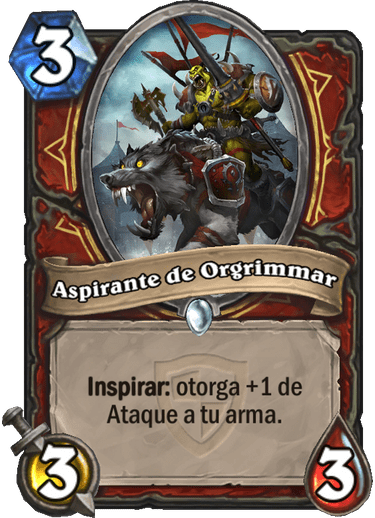 3
Aspirante de Orgrimmar
Inspirar: otorga +1 de
Ataque a tu arma.
3
3